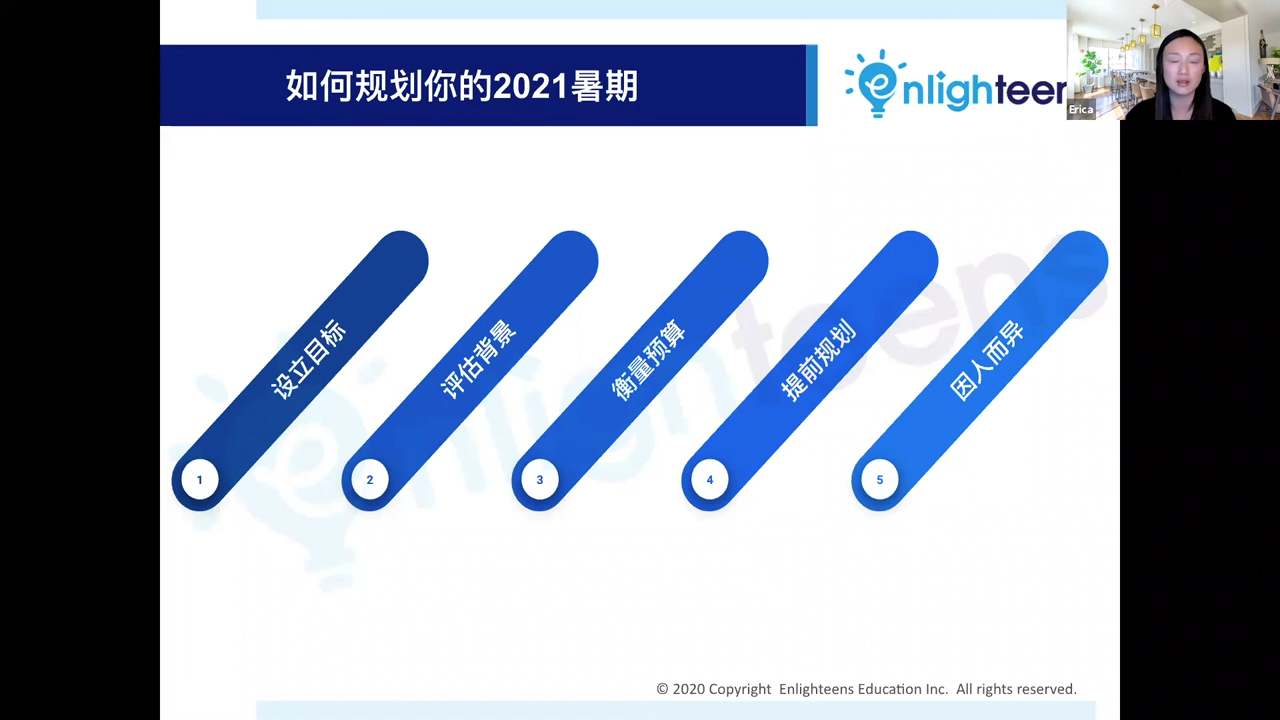 如何规划你的2021暑期
enlighteen
Erica
设立目标
评估背景
衡量预算
提前规划
因人而异
1
2
3
4
5
enlighteens
© 2020 Copyright Enlighteens Education Inc. All rights reserved.